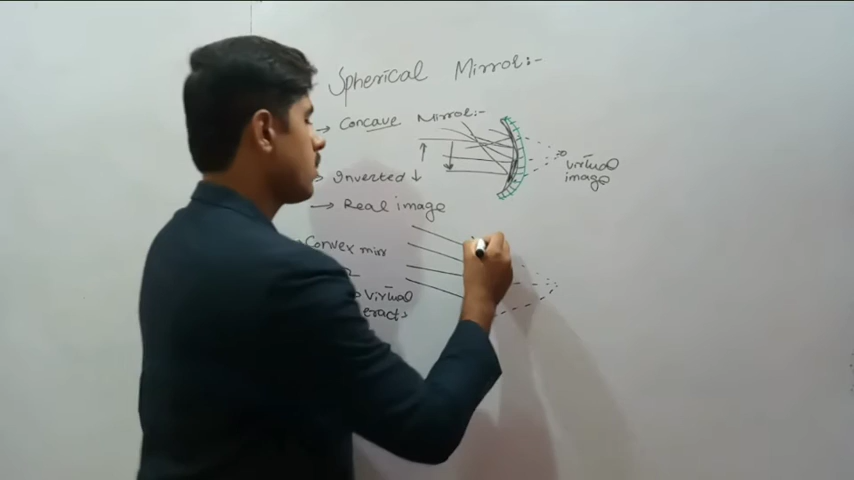 Spherical Mirror:-
→ Concave Mirror:-
→ Inverted ↓
virtual
image
→ Real image
Convex mirr
Virtual
erect